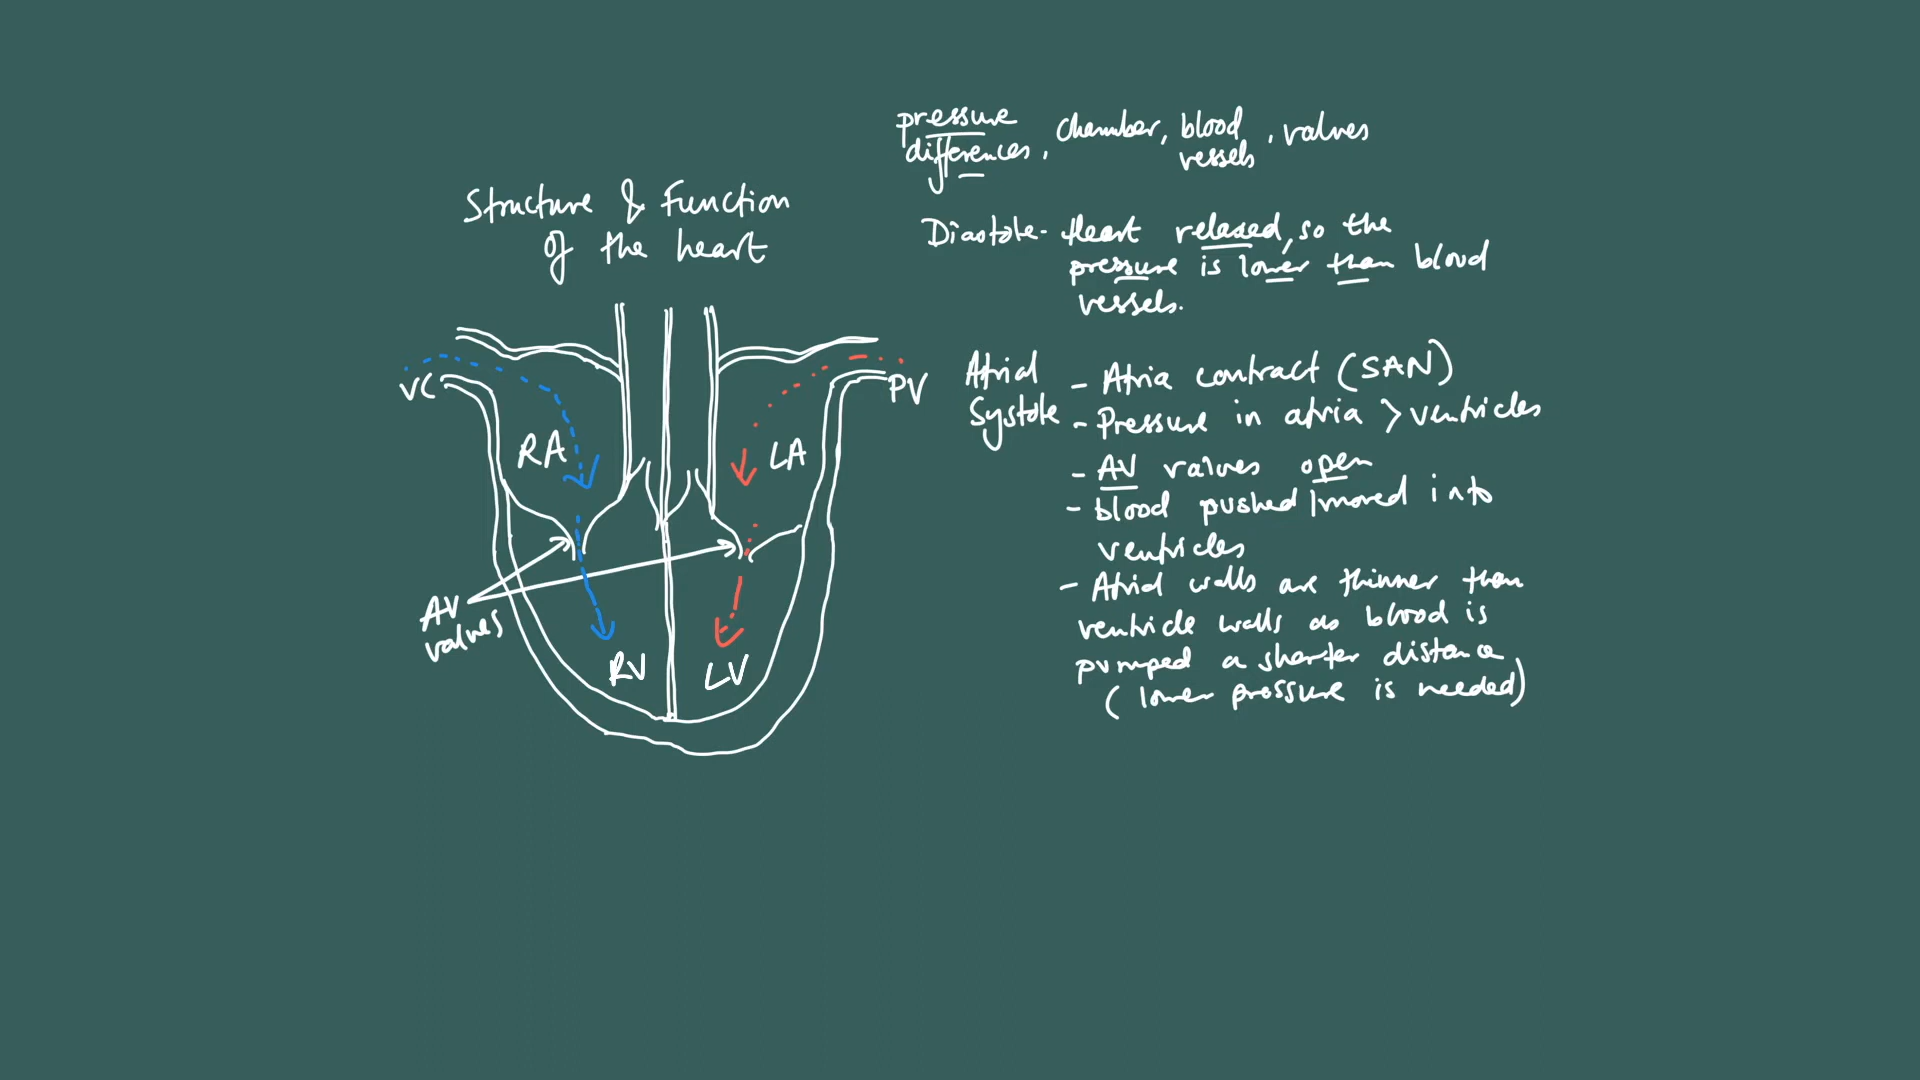 Structure & Function
of the heart
VC
RA
LA
PV
AV
valves
RV
LV
pressure
differences, chamber, blood
vessels, valves
Diastole - Heart relaxed, so the
pressure is lower than blood
vessels.
Atrial
Systole
- Atria contract (SAN)
- Pressure in atria > ventricles
- AV valves open
- blood pushed/moved into
ventricles
- Atrial walls are thinner than
ventricle walls as blood is
pumped a shorter distance
(lower pressure is needed)